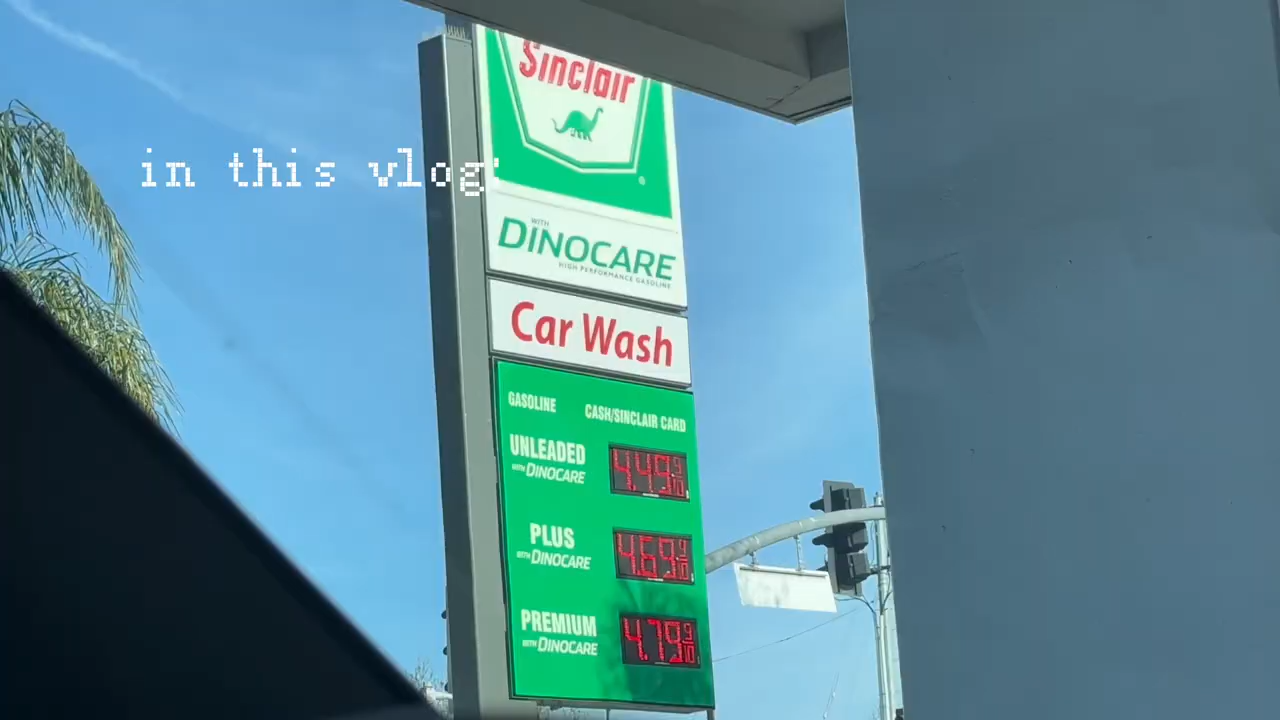 Sinclair
in this vlog
WITH
DINOCARE
HIGH PERFORMANCE GASOLINE
Car Wash
GASOLINE CASH/SINCLAIR CARD
UNLEADED 4.49 9/10
WITH DINOCARE
PLUS 4.69 9/10
WITH DINOCARE
PREMIUM 4.79 9/10
WITH DINOCARE